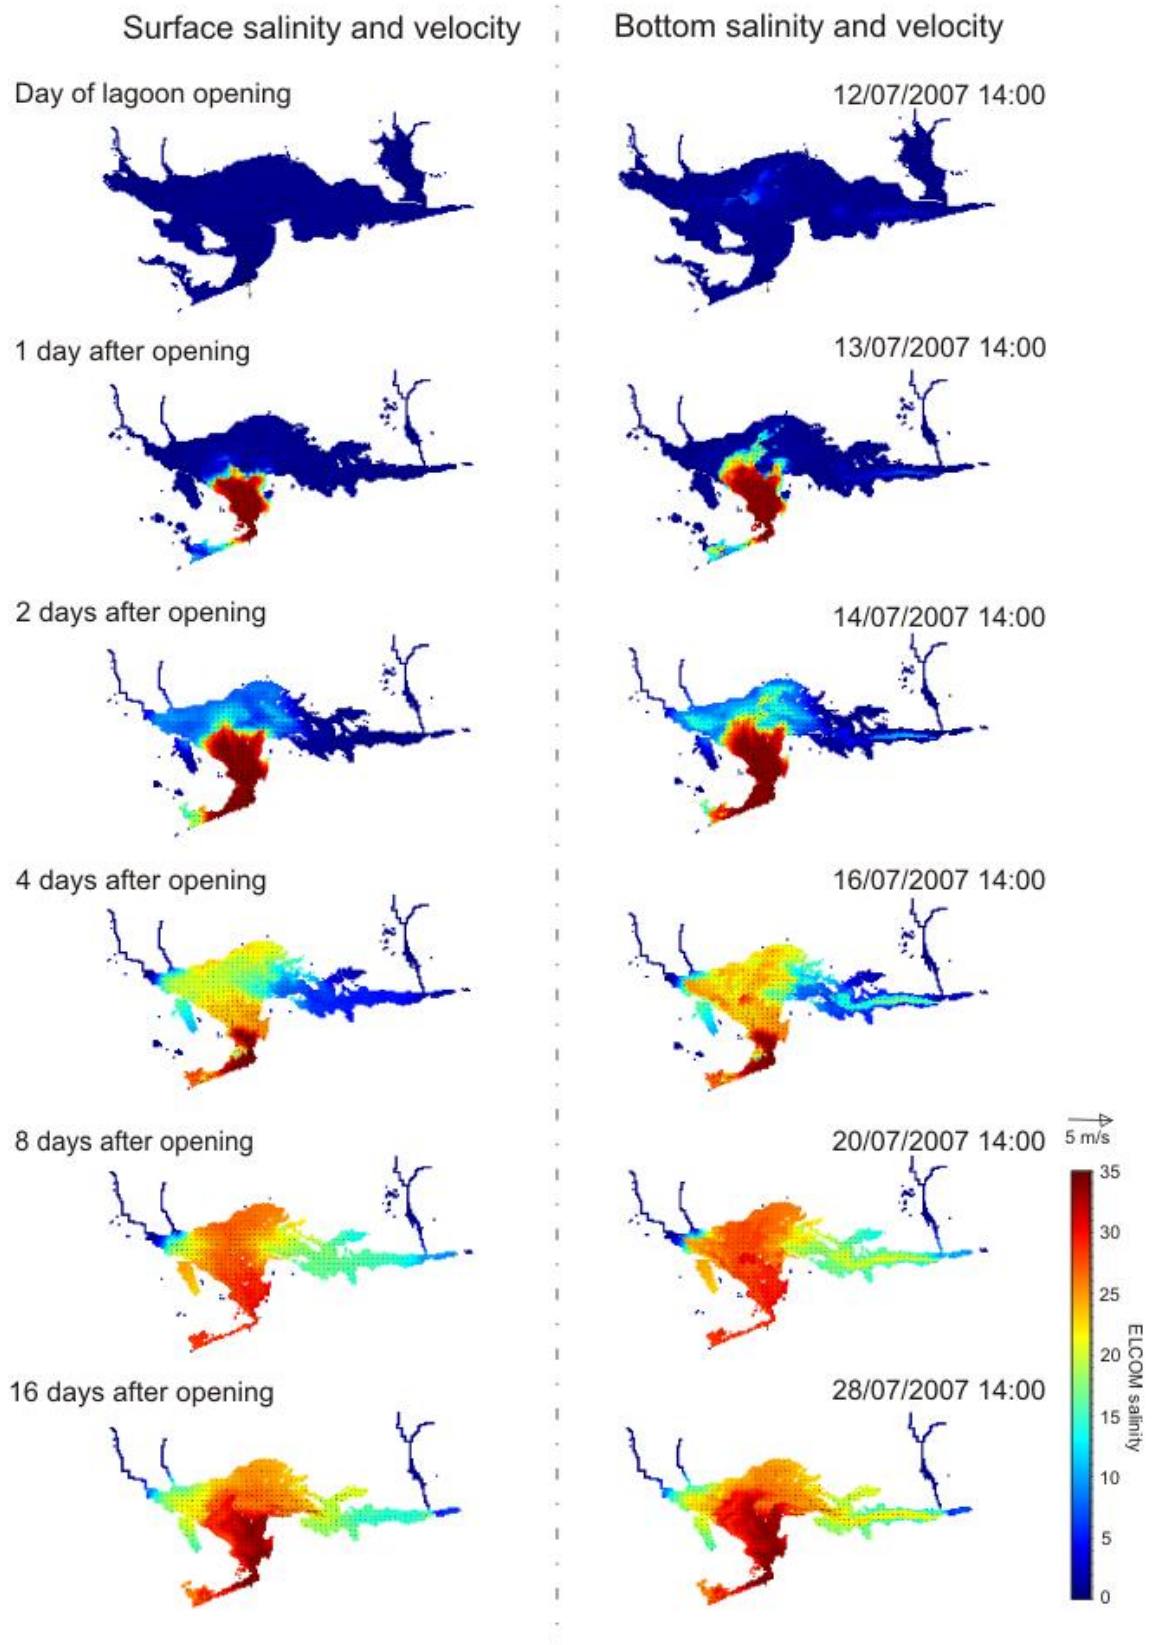 Surface salinity and velocity
Bottom salinity and velocity
Day of lagoon opening
12/07/2007 14:00
1 day after opening
13/07/2007 14:00
2 days after opening
14/07/2007 14:00
4 days after opening
16/07/2007 14:00
8 days after opening
20/07/2007 14:00
5 m/s
35
30
25
20
15
10
5
0
ELCOM salinity
16 days after opening
28/07/2007 14:00